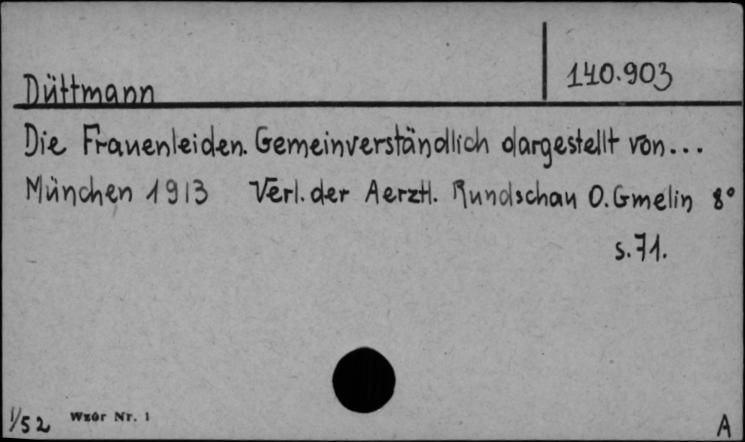 Düttmann
140.903
Die Frauenleiden. Gemeinverständlich dargestellt von...
München 1913 Verl. der Aerztl. Rundschau O. Gmelin 8°
s. 71.
1/52 Wzór Nr. 1
A